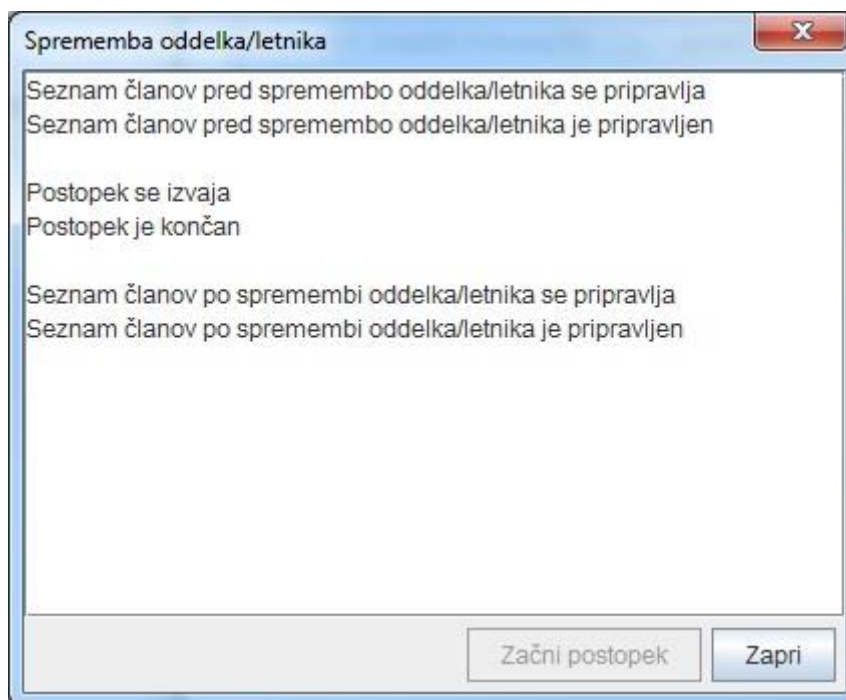 Sprememba oddelka/letnika
Seznam članov pred spremembo oddelka/letnika se pripravlja
Seznam članov pred spremembo oddelka/letnika je pripravljen
Postopek se izvaja
Postopek je končan
Seznam članov po spremembi oddelka/letnika se pripravlja
Seznam članov po spremembi oddelka/letnika je pripravljen
Začni postopek
Zapri